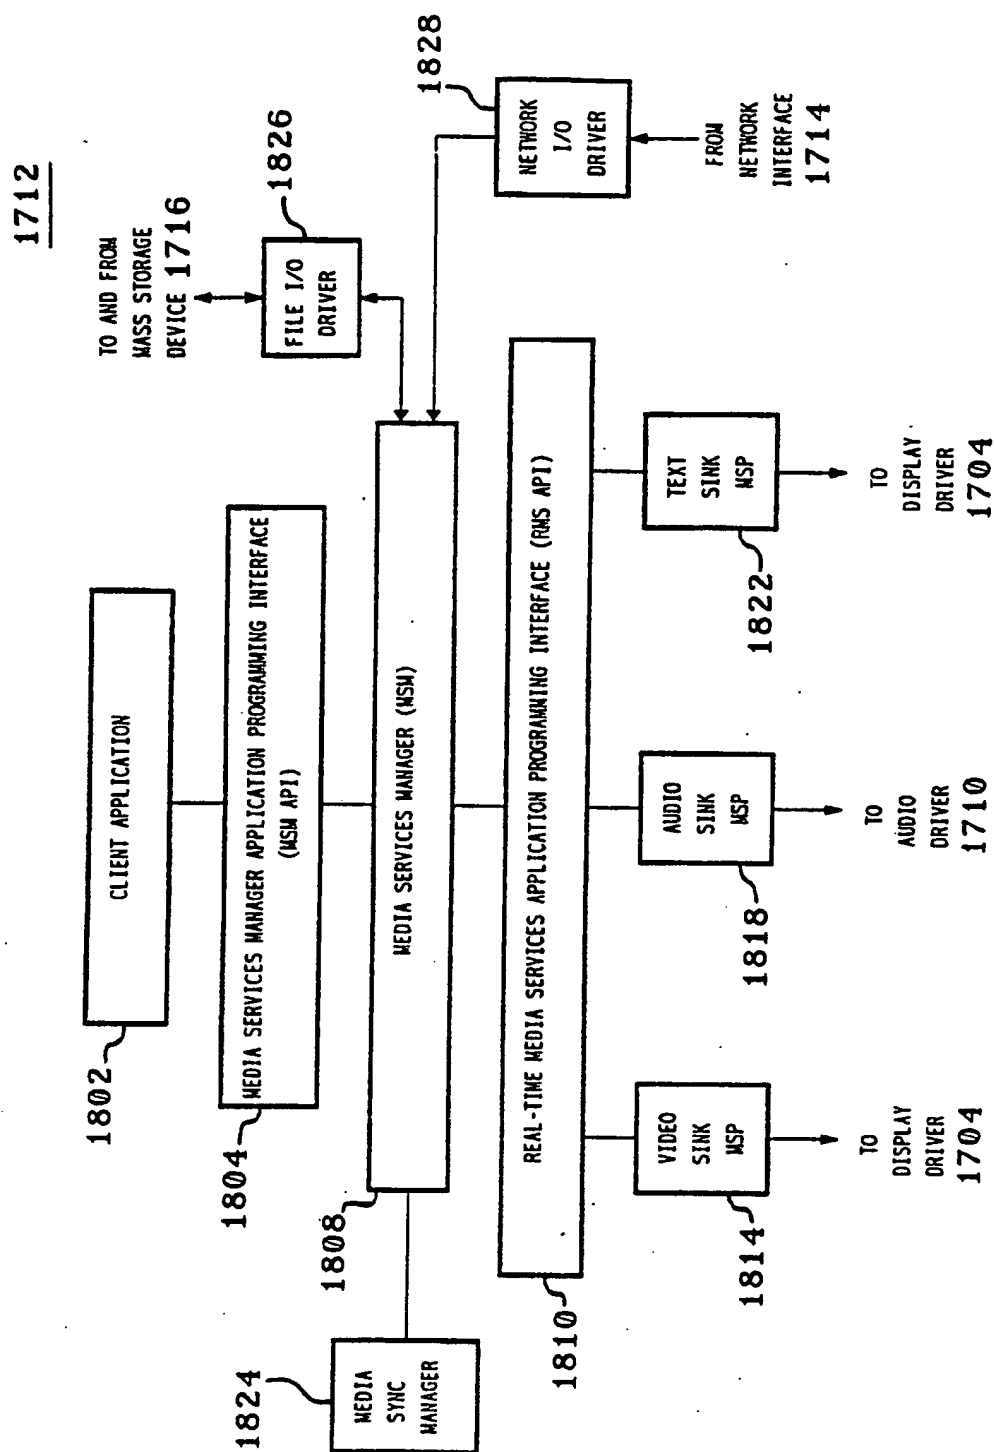 1712
CLIENT APPLICATION
1802
MEDIA SERVICES MANAGER APPLICATION PROGRAMMING INTERFACE
(MSM API)
1804
TO AND FROM
MASS STORAGE
DEVICE 1716
FILE I/O
DRIVER
1826
1824
MEDIA
SYNC
MANAGER
1808
MEDIA SERVICES MANAGER (MSM)
NETWORK
I/O
DRIVER
1828
FROM
NETWORK
INTERFACE
1714
1810
REAL-TIME MEDIA SERVICES APPLICATION PROGRAMMING INTERFACE (RMS API)
VIDEO
SINK
MSP
1814
TO
DISPLAY
DRIVER
1704
AUDIO
SINK
MSP
1818
TO
AUDIO
DRIVER
1710
TEXT
SINK
MSP
1822
TO
DISPLAY
DRIVER
1704